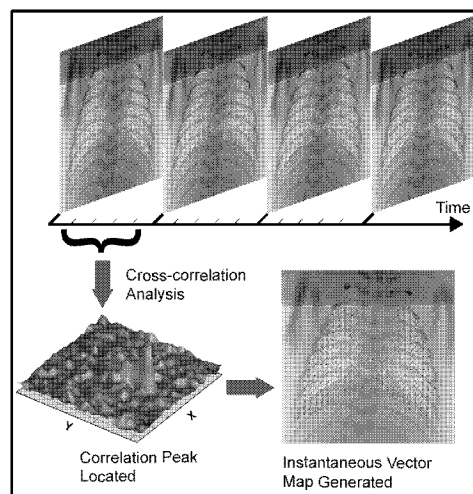 Time
Cross-correlation
Analysis
Y
X
Correlation Peak
Located
Instantaneous Vector
Map Generated